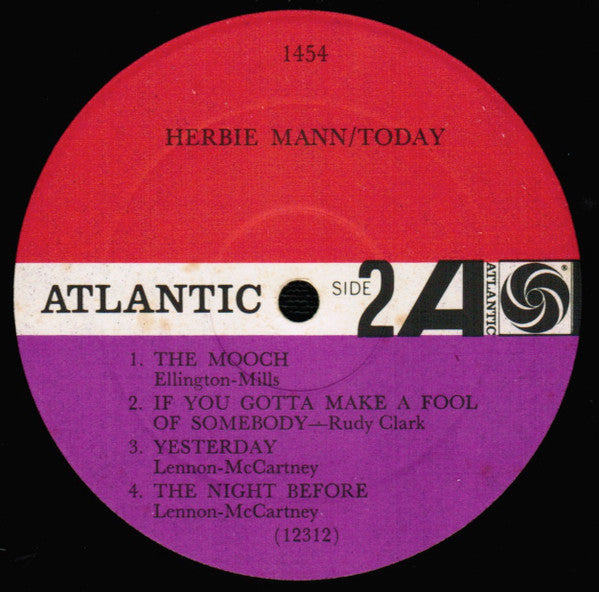 1454
HERBIE MANN/TODAY
ATLANTIC
SIDE 2
A
ATLANTIC
®
1. THE MOOCH
Ellington-Mills
2. IF YOU GOTTA MAKE A FOOL
OF SOMEBODY—Rudy Clark
3. YESTERDAY
Lennon-McCartney
4. THE NIGHT BEFORE
Lennon-McCartney
(12312)